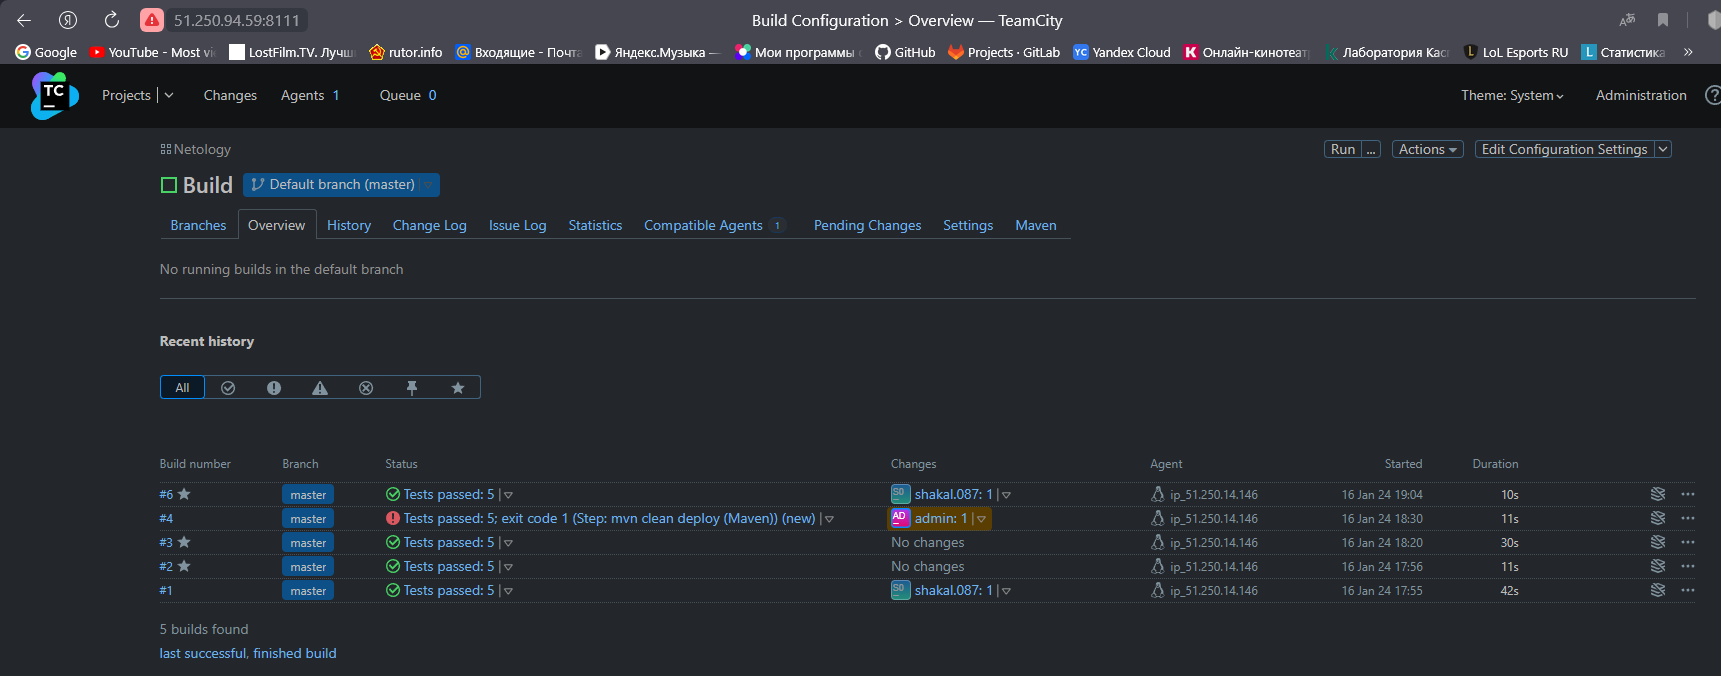 51.250.94.59:8111
Build Configuration > Overview — TeamCity
Google YouTube - Most LostFilm.TV. rutor.info Входящие - Яндекс.Музыка — Мои программы GitHub Projects · GitLab Yandex Cloud Лаборатория LoL Esports RU Статистика »
TC Projects Changes Agents 1 Queue 0 Theme: System Administration ?
Netology Run ... Actions Edit Configuration Settings
Build Default branch (master)
Branches Overview History Change Log Issue Log Statistics Compatible Agents 1 Pending Changes Settings Maven
No running builds in the default branch
Recent history
All
Build number Branch Status Changes Agent Started Duration
#6 master Tests passed: 5 SO shakal.087: 1 ip_51.250.14.146 16 Jan 24 19:04 10s
#4 master Tests passed: 5; exit code 1 (Step: mvn clean deploy (Maven)) (new) AD admin: 1 ip_51.250.14.146 16 Jan 24 18:30 11s
#3 master Tests passed: 5 No changes ip_51.250.14.146 16 Jan 24 18:20 30s
#2 master Tests passed: 5 No changes ip_51.250.14.146 16 Jan 24 17:56 11s
#1 master Tests passed: 5 SO shakal.087: 1 ip_51.250.14.146 16 Jan 24 17:55 42s
5 builds found
last successful, finished build